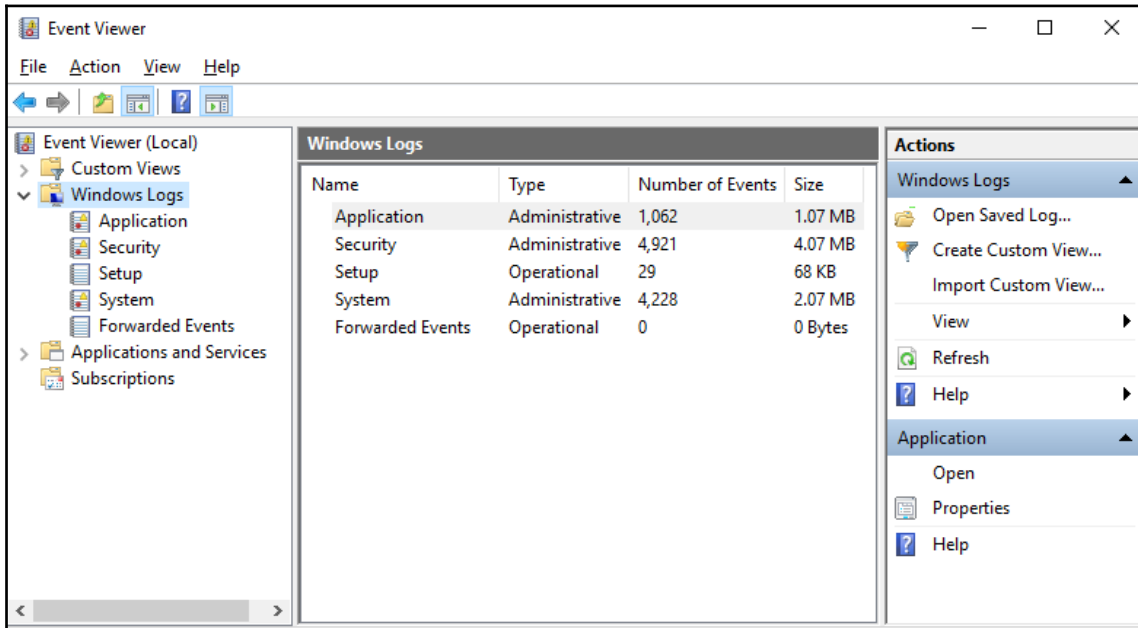 Event Viewer
File Action View Help
Event Viewer (Local)
Custom Views
Windows Logs
Application
Security
Setup
System
Forwarded Events
Applications and Services
Subscriptions
Windows Logs
Name Type Number of Events Size
Application Administrative 1,062 1.07 MB
Security Administrative 4,921 4.07 MB
Setup Operational 29 68 KB
System Administrative 4,228 2.07 MB
Forwarded Events Operational 0 0 Bytes
Actions
Windows Logs
Open Saved Log...
Create Custom View...
Import Custom View...
View
Refresh
Help
Application
Open
Properties
Help